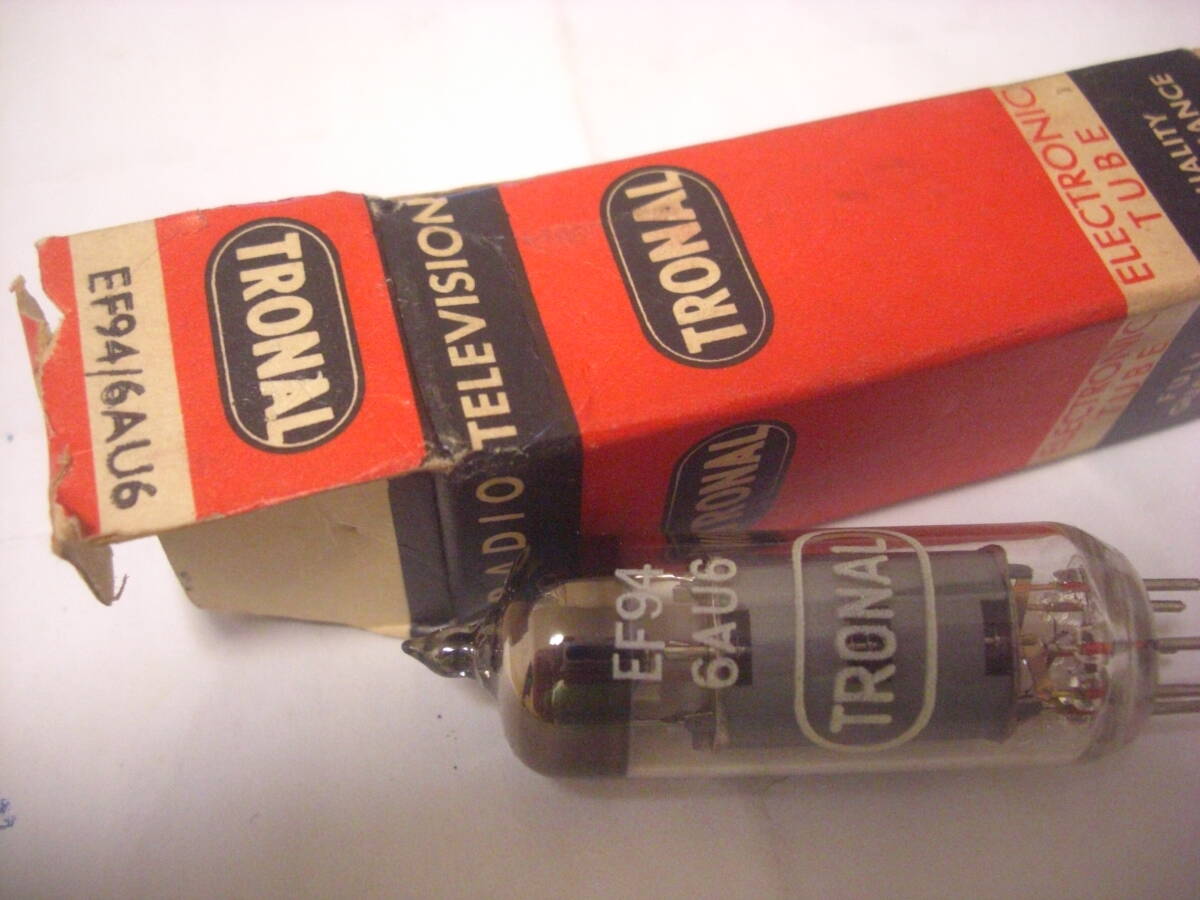 EF94/6AU6
TRONAL
RADIO TELEVISION
TRONAL
ELECTRONIC
TUBE
TRONAL
ELECTRONIC
TUBE
EF94
6AU6
TRONAL